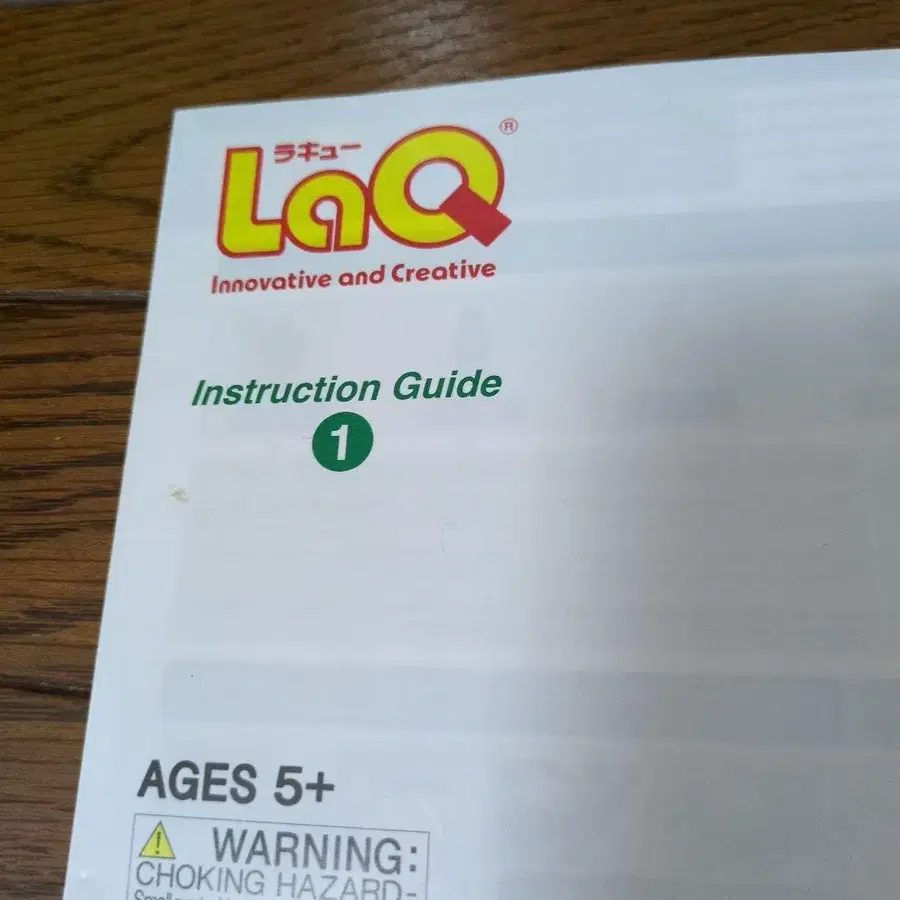 ラキュー
LaQ®
Innovative and Creative
Instruction Guide
1
AGES 5+
WARNING:
CHOKING HAZARD-